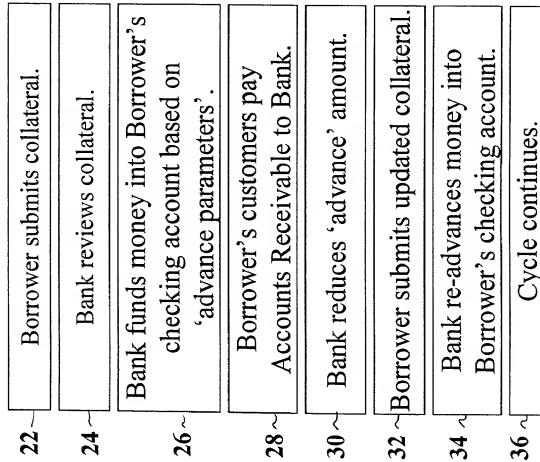 22 Borrower submits collateral.
24 Bank reviews collateral.
26 Bank funds money into Borrower's
checking account based on
‘advance parameters’.
28 Borrower's customers pay
Accounts Receivable to Bank.
30 Bank reduces ‘advance’ amount.
32 Borrower submits updated collateral.
34 Bank re-advances money into
Borrower's checking account.
36 Cycle continues.